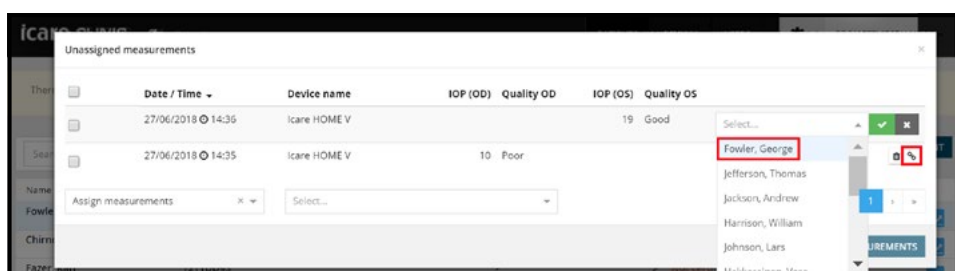 icare CLINIC
Unassigned measurements ×
Date / Time Device name IOP (OD) Quality OD IOP (OS) Quality OS
27/06/2018 14:36 Icare HOME V 19 Good Select...
Fowler, George
27/06/2018 14:35 Icare HOME V 10 Poor
Jefferson, Thomas
Assign measurements × Select... Jackson, Andrew 1 › »
Harrison, William
Johnson, Lars UREMENTS
Name
Fowle
Chirn